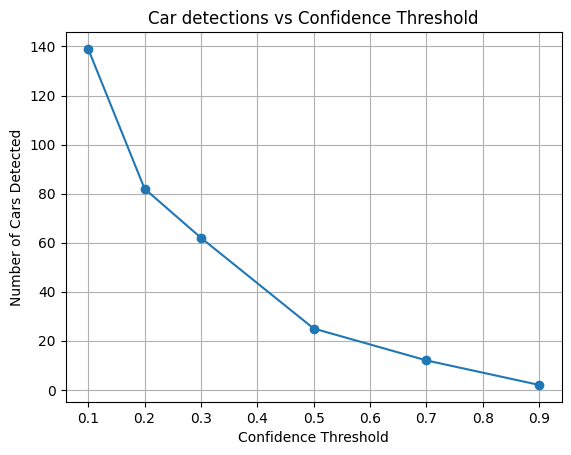 Car detections vs Confidence Threshold
140
120
100
80
60
40
20
0
Number of Cars Detected
0.1 0.2 0.3 0.4 0.5 0.6 0.7 0.8 0.9
Confidence Threshold